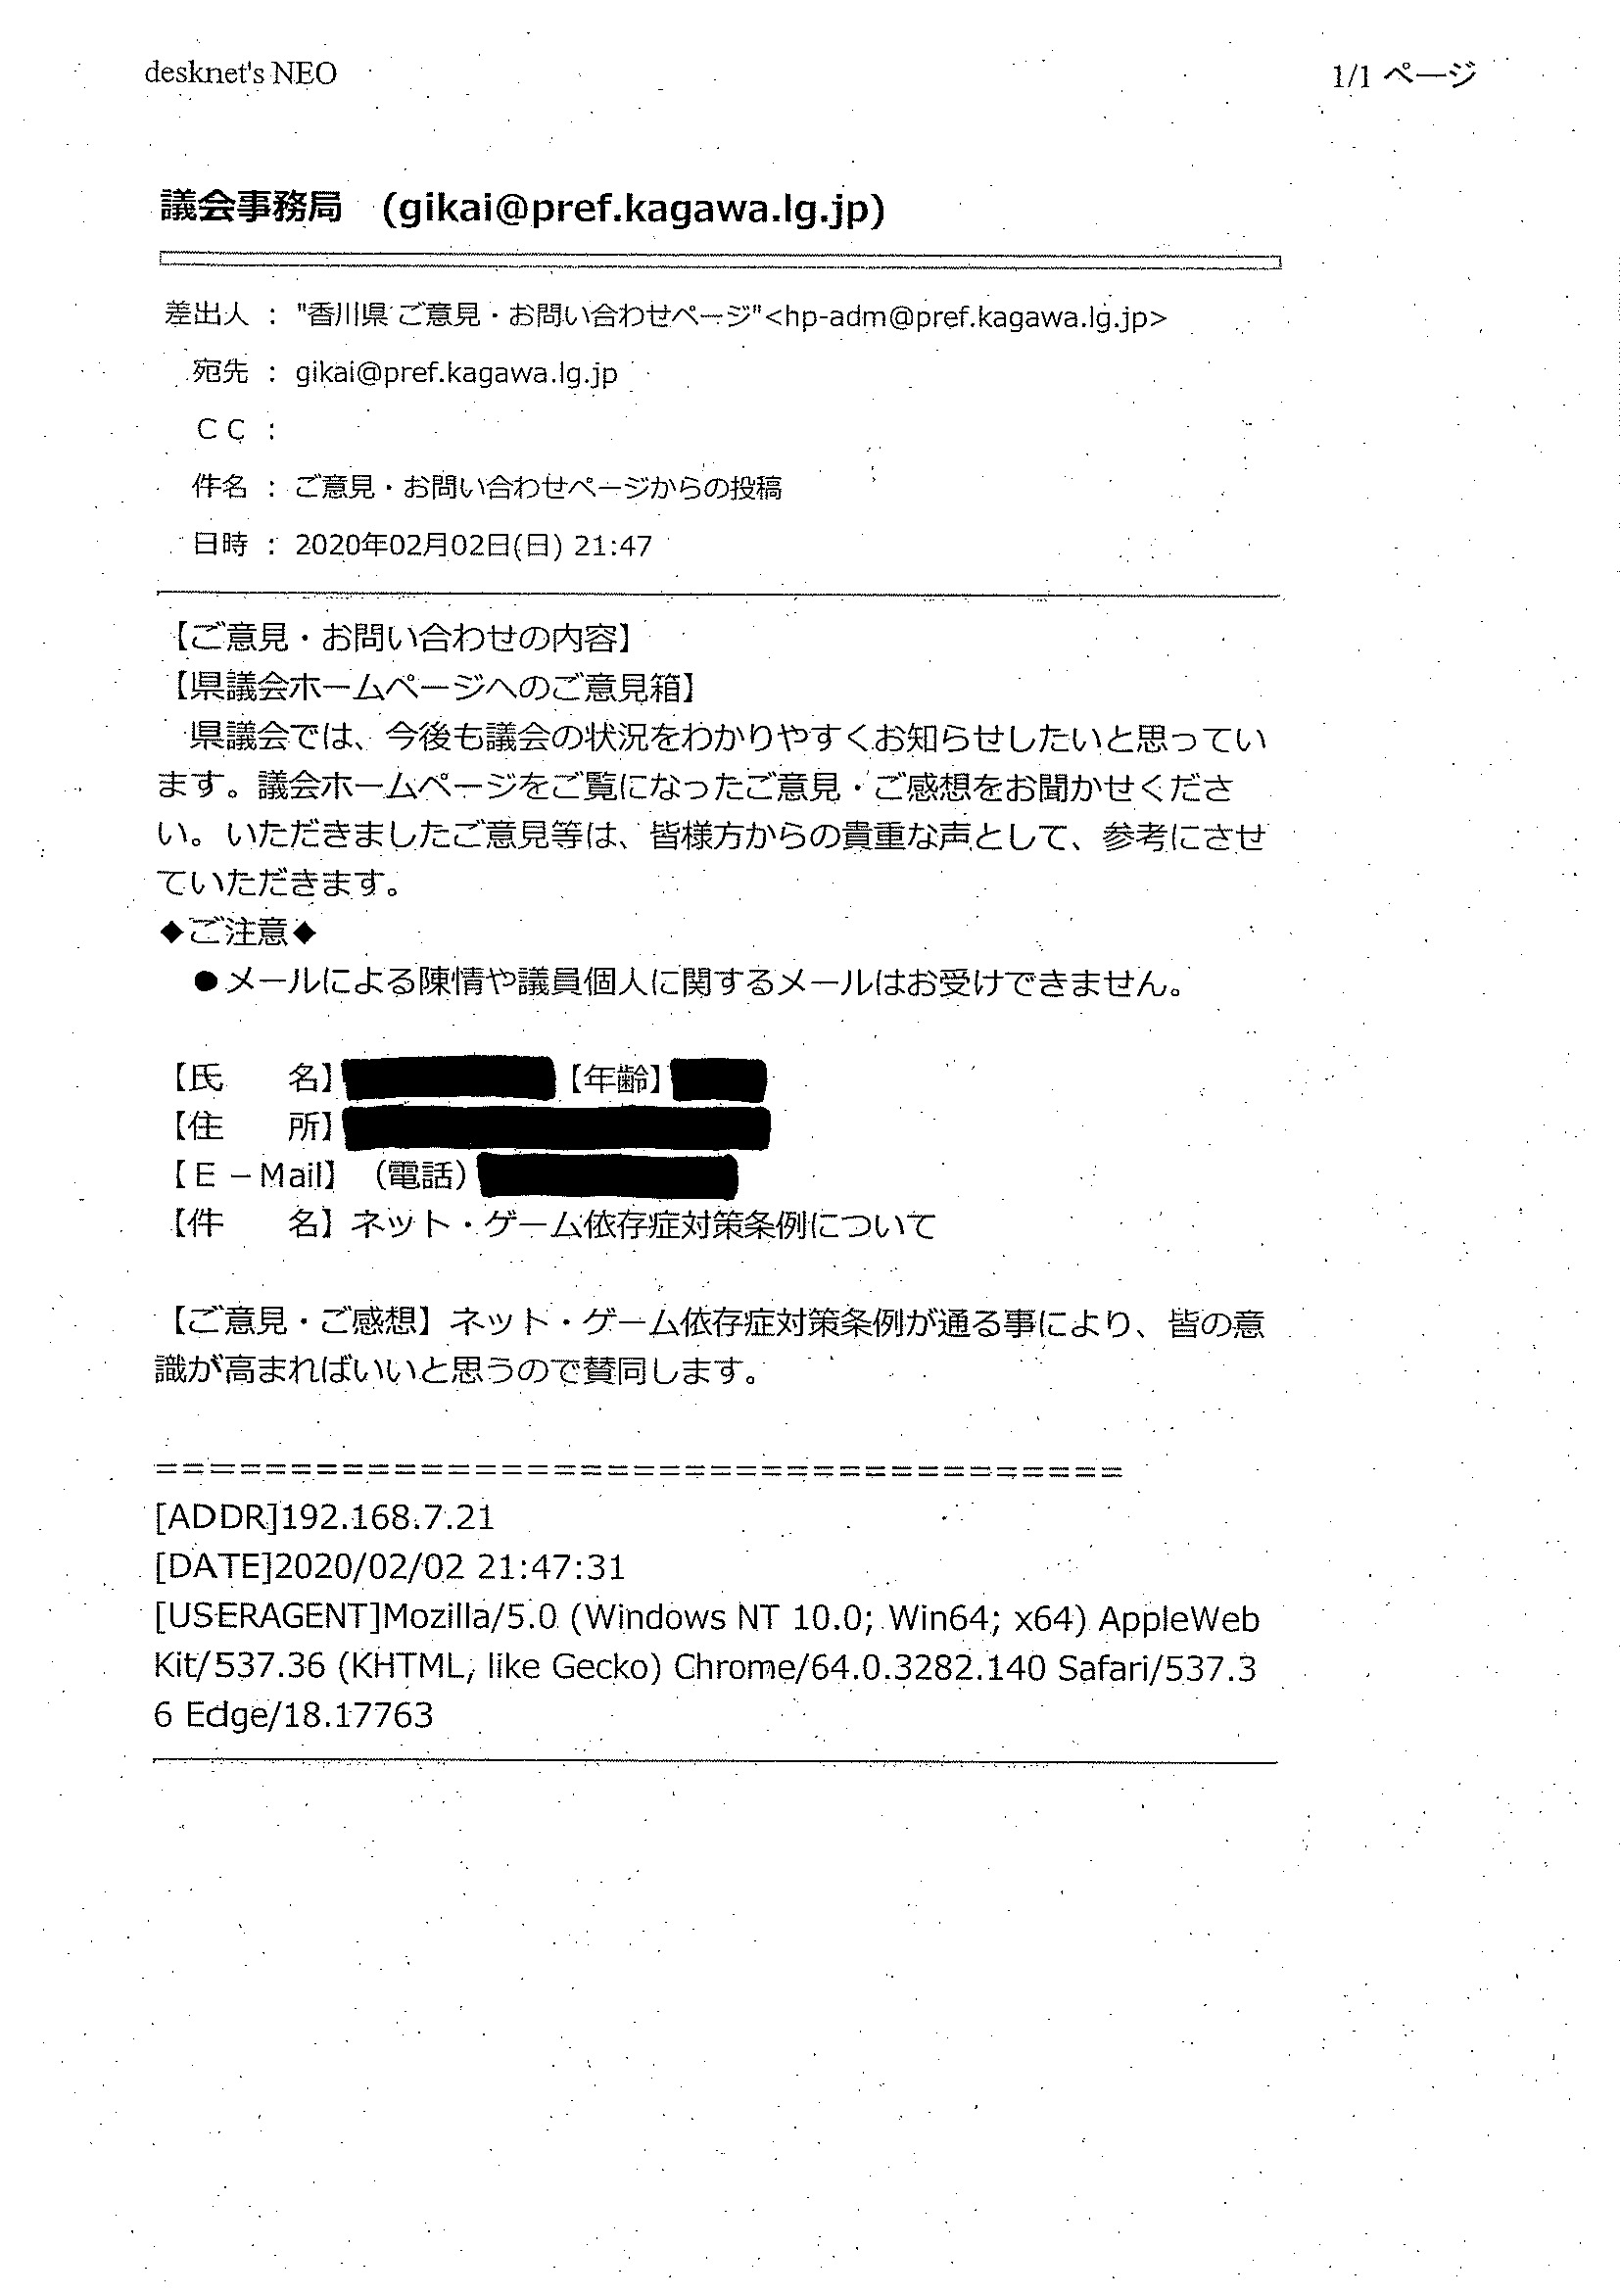 desknet's NEO
1/1 ページ
議会事務局　(gikai@pref.kagawa.lg.jp)
差出人 ： "香川県 ご意見・お問い合わせページ"<hp-adm@pref.kagawa.lg.jp>
宛先 ： gikai@pref.kagawa.lg.jp
ＣＣ ：
件名 ： ご意見・お問い合わせページからの投稿
日時 ： 2020年02月02日(日) 21:47
【ご意見・お問い合わせの内容】
【県議会ホームページへのご意見箱】
　県議会では、今後も議会の状況をわかりやすくお知らせしたいと思ってい
ます。議会ホームページをご覧になったご意見・ご感想をお聞かせくださ
い。いただきましたご意見等は、皆様方からの貴重な声として、参考にさせ
ていただきます。
◆ご注意◆
　●メールによる陳情や議員個人に関するメールはお受けできません。
【氏　　名】【年齢】
【住　　所】
【Ｅ－Mail】（電話）
【件　　名】ネット・ゲーム依存症対策条例について
【ご意見・ご感想】ネット・ゲーム依存症対策条例が通る事により、皆の意
識が高まればいいと思うので賛同します。
=====================================
[ADDR]192.168.7.21
[DATE]2020/02/02 21:47:31
[USERAGENT]Mozilla/5.0 (Windows NT 10.0; Win64; x64) AppleWeb
Kit/537.36 (KHTML, like Gecko) Chrome/64.0.3282.140 Safari/537.3
6 Edge/18.17763